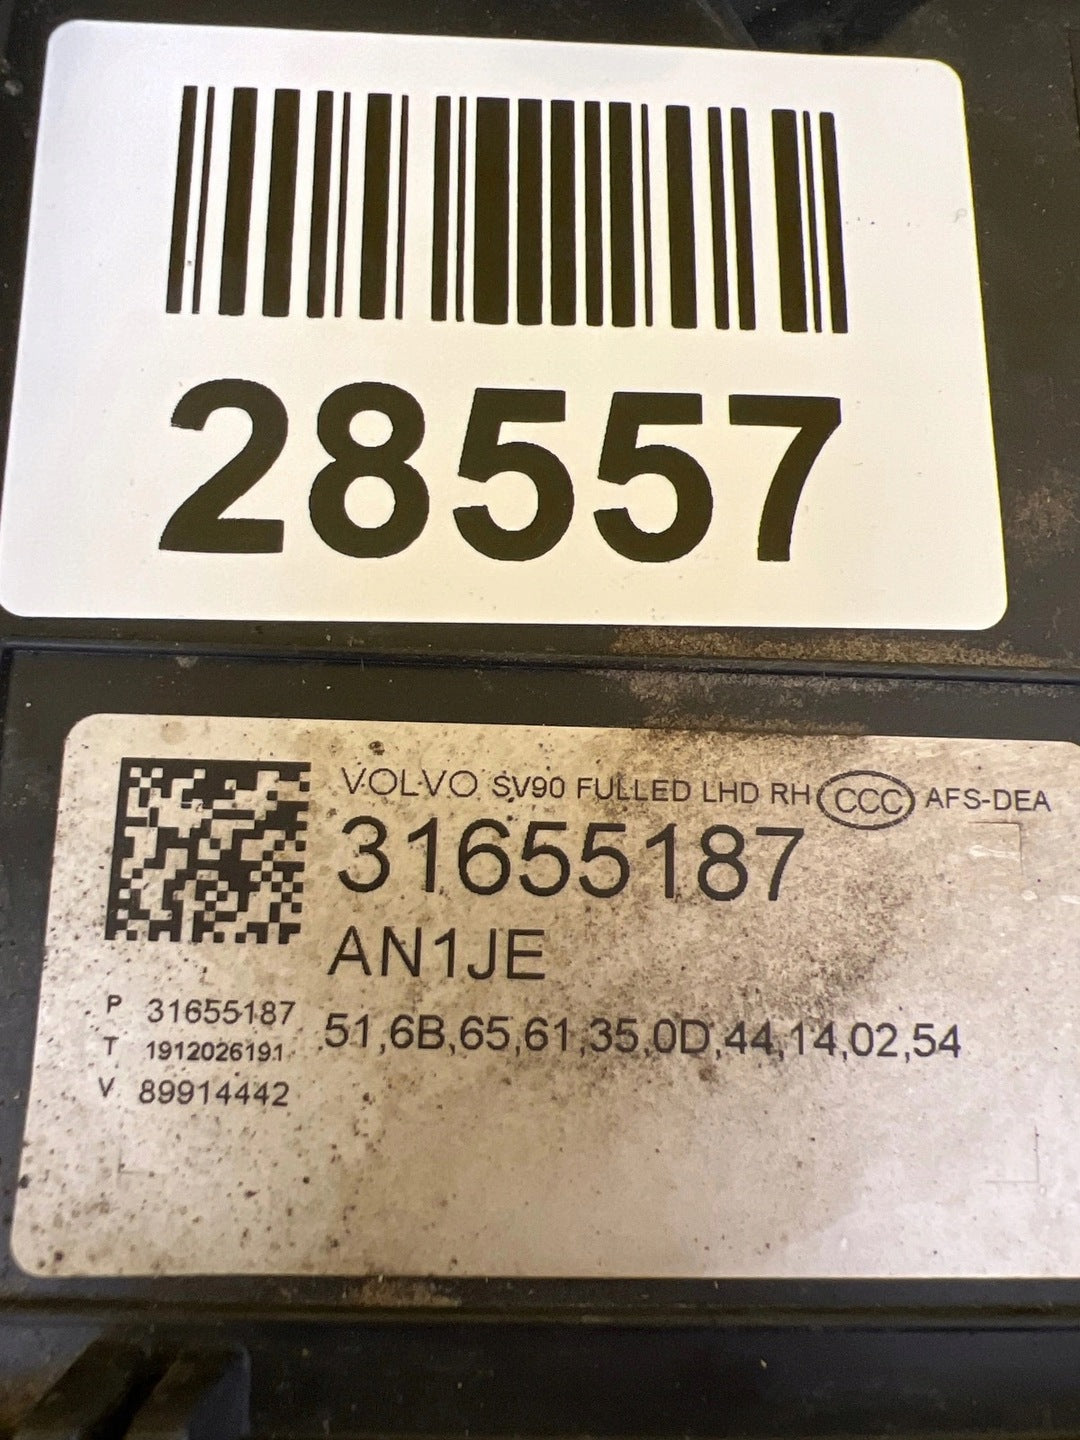 28557
VOLVO SV90 FULLED LHD RH CCC AFS-DEA
31655187
AN1JE
P 31655187
T 1912026191
V 89914442
51,6B,65,61,35,0D,44,14,02,54